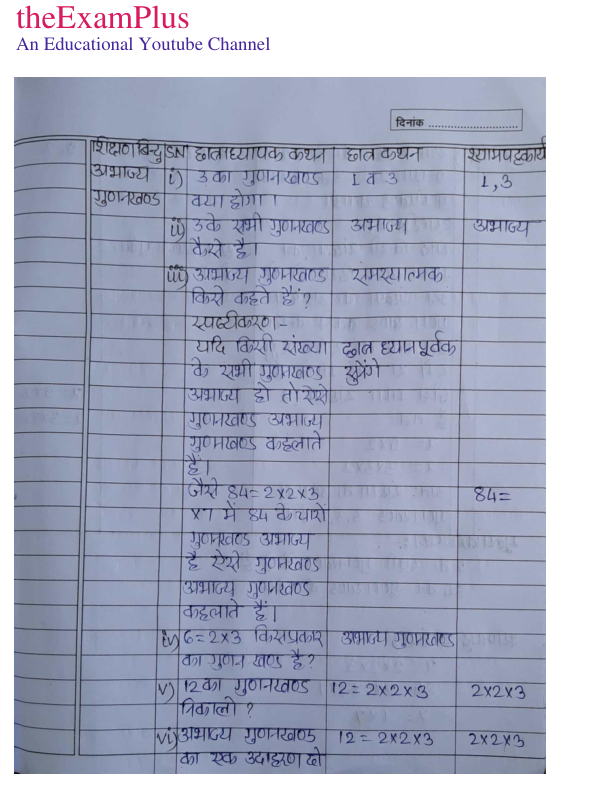 theExamPlus
An Educational Youtube Channel
दिनांक ..............................
शिक्षण बिन्दु SN छात्राध्यापक कथन छात्र कथन श्यामपट्टकार्य
अभाज्य i) 3 का गुणनखण्ड 1 व 3 1,3
गुणनखण्ड क्या होगा।
ii) 3 के सभी गुणनखण्ड अभाज्य अभाज्य
कैसे है।
iii) अभाज्य गुणनखण्ड समस्यात्मक
किसे कहते हैं?
स्पष्टीकरण-
यदि किसी संख्या छात्र ध्यानपूर्वक
के सभी गुणनखण्ड सुनेंगे
अभाज्य हो तो ऐसे
गुणनखण्ड अभाज्य
गुणनखण्ड कहलाते
हैं।
जैसे 84=2x2x3 84=
x7 में 84 के चारों
गुणनखण्ड अभाज्य
है ऐसे गुणनखण्ड
अभाज्य गुणनखण्ड
कहलाते हैं।
iv) 6=2x3 किसप्रकार अभाज्य गुणनखण्ड
का गुणन खण्ड है?
v) 12 का गुणनखण्ड 12=2x2x3 2x2x3
निकालो?
vi) अभाज्य गुणनखण्ड 12=2x2x3 2x2x3
का एक उदाहरण दो